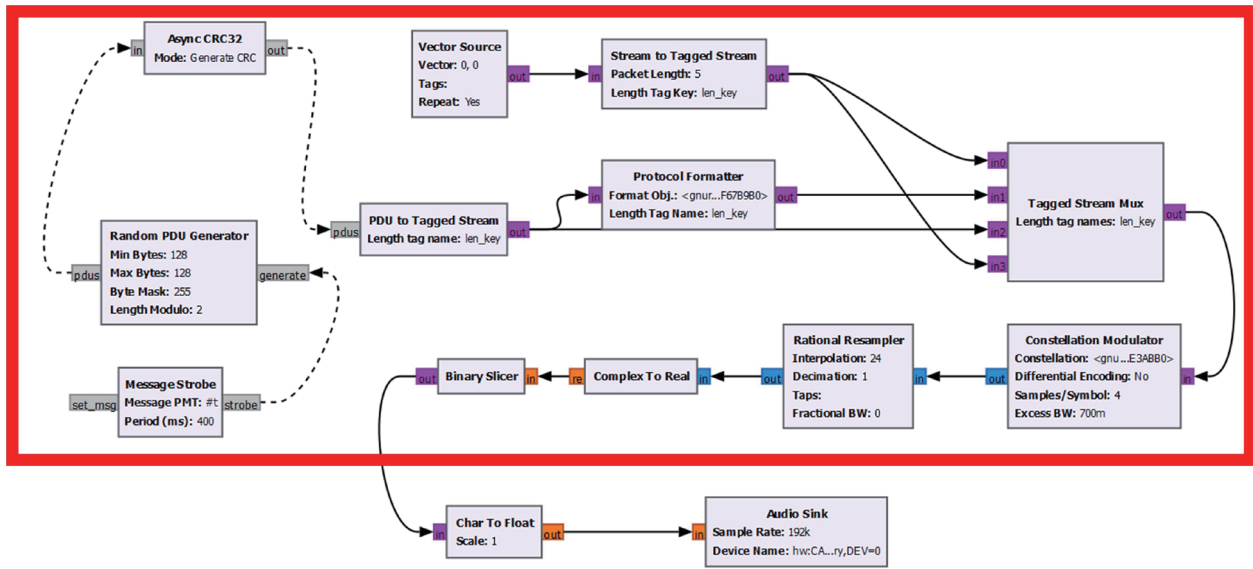 Async CRC32
in
out
Mode: Generate CRC
Vector Source
Vector: 0, 0
Tags:
Repeat: Yes
out
Stream to Tagged Stream
Packet Length: 5
Length Tag Key: len_key
in
out
Protocol Formatter
Format Obj.: <gnur...F67B9B0>
Length Tag Name: len_key
in
out
Tagged Stream Mux
Length tag names: len_key
in0
in1
in2
in3
out
PDU to Tagged Stream
Length tag name: len_key
pdus
out
Random PDU Generator
Min Bytes: 128
Max Bytes: 128
Byte Mask: 255
Length Modulo: 2
pdus
generate
Message Strobe
Message PMT: #t
Period (ms): 400
set_msg
strobe
out
Binary Slicer
in
re
Complex To Real
in
Rational Resampler
Interpolation: 24
Decimation: 1
Taps:
Fractional BW: 0
out
in
Constellation Modulator
Constellation: <gnu...E3ABB0>
Differential Encoding: No
Samples/Symbol: 4
Excess BW: 700m
out
in
Char To Float
Scale: 1
in
out
Audio Sink
Sample Rate: 192k
Device Name: hw:CA...ry,DEV=0
in